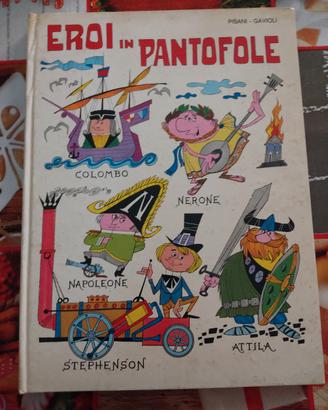 PISANI - GAVIOLI
EROI IN PANTOFOLE
COLOMBO
NERONE
N
NAPOLEONE
STEPHENSON
ATTILA